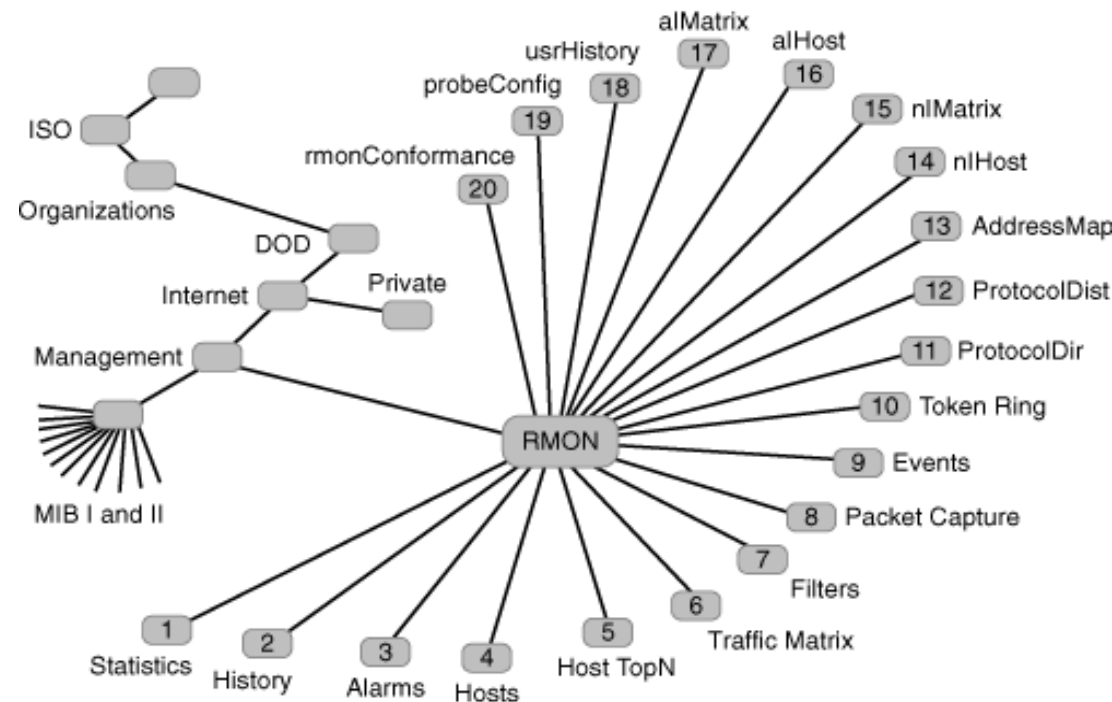 alMatrix
17
alHost
16
usrHistory
18
probeConfig
19
15 nlMatrix
ISO
rmonConformance
20
14 nlHost
Organizations
13 AddressMap
DOD
Internet
Private
12 ProtocolDist
Management
11 ProtocolDir
10 Token Ring
RMON
9 Events
MIB I and II
8 Packet Capture
7
Filters
6
Traffic Matrix
1
Statistics
2
History
3
Alarms
4
Hosts
5
Host TopN